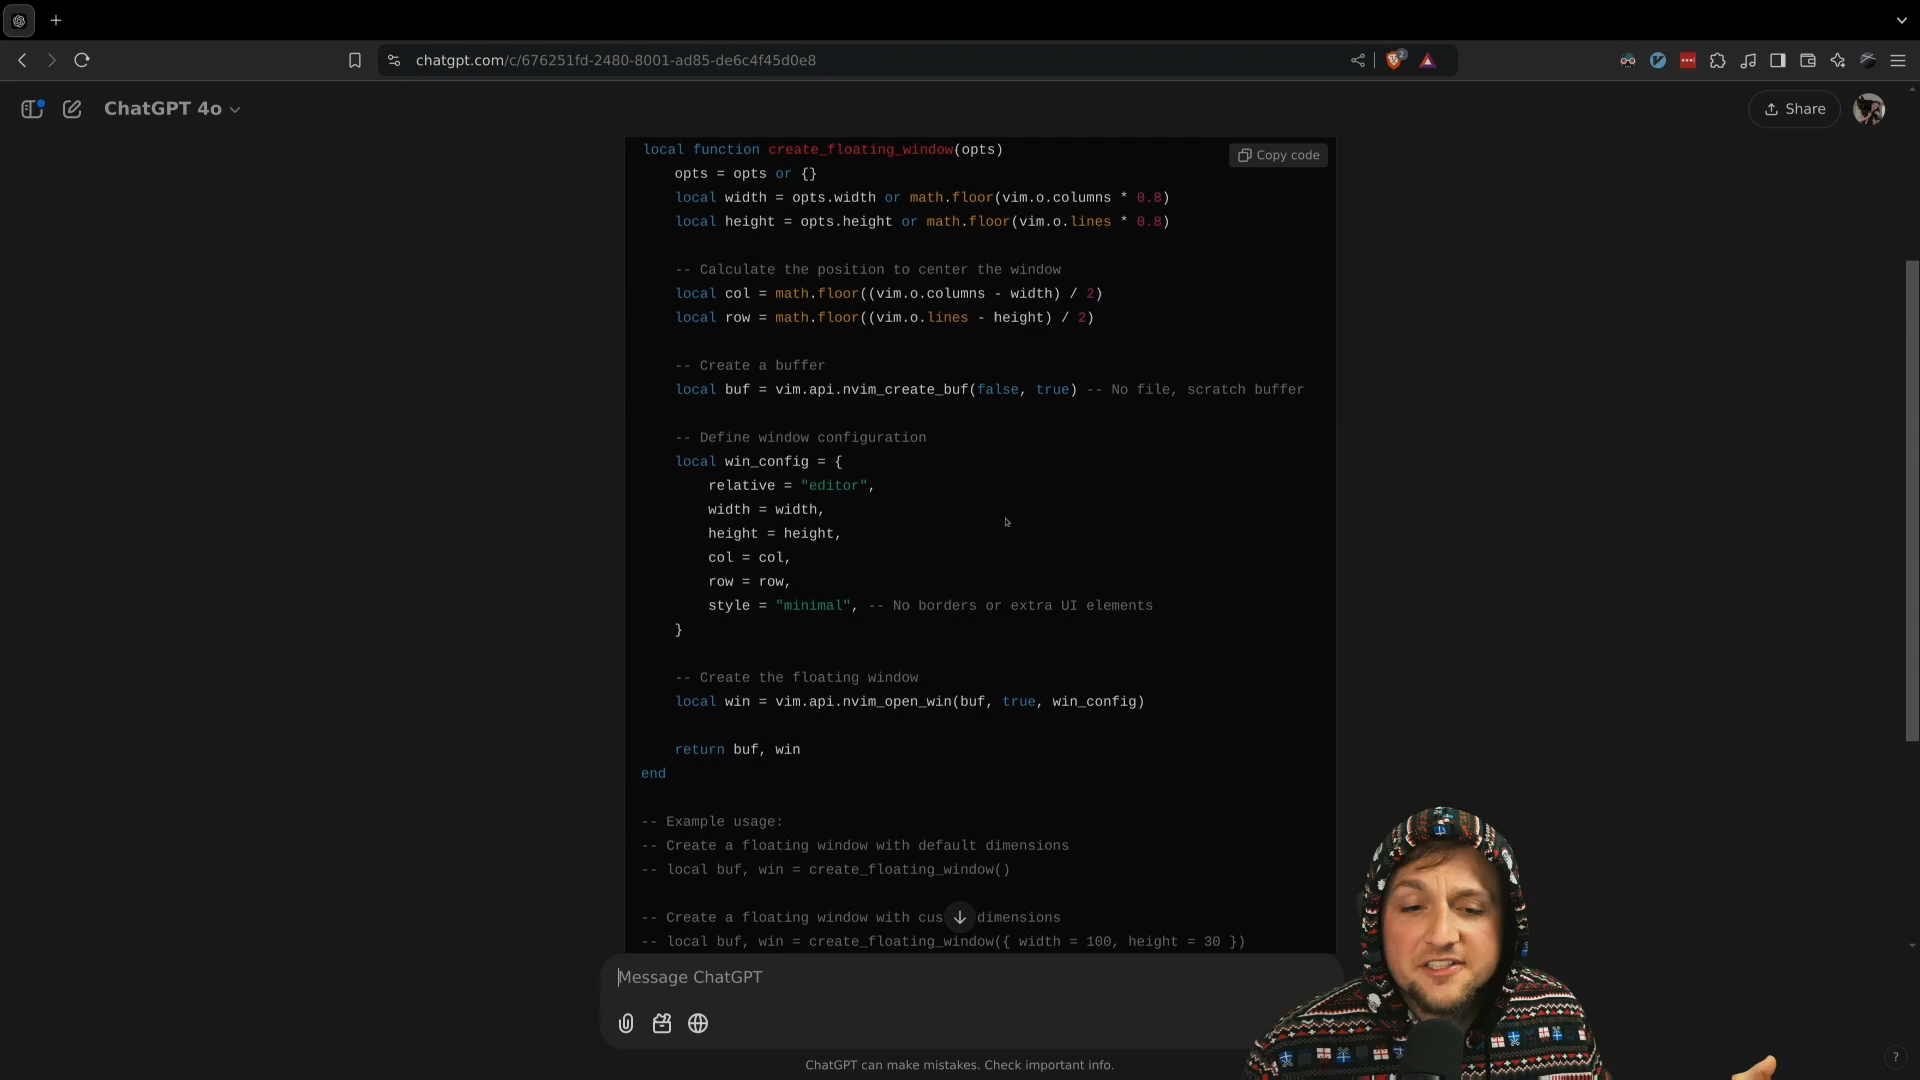 chatgpt.com/c/676251fd-2480-8001-ad85-de6c4f45d0e8
2
ChatGPT 4o
Share
local function create_floating_window(opts)
Copy code
    opts = opts or {}
    local width = opts.width or math.floor(vim.o.columns * 0.8)
    local height = opts.height or math.floor(vim.o.lines * 0.8)
    -- Calculate the position to center the window
    local col = math.floor((vim.o.columns - width) / 2)
    local row = math.floor((vim.o.lines - height) / 2)
    -- Create a buffer
    local buf = vim.api.nvim_create_buf(false, true) -- No file, scratch buffer
    -- Define window configuration
    local win_config = {
        relative = "editor",
        width = width,
        height = height,
        col = col,
        row = row,
        style = "minimal", -- No borders or extra UI elements
    }
    -- Create the floating window
    local win = vim.api.nvim_open_win(buf, true, win_config)
    return buf, win
end
-- Example usage:
-- Create a floating window with default dimensions
-- local buf, win = create_floating_window()
-- Create a floating window with cus dimensions
-- local buf, win = create_floating_window({ width = 100, height = 30 })
Message ChatGPT
ChatGPT can make mistakes. Check important info.
?